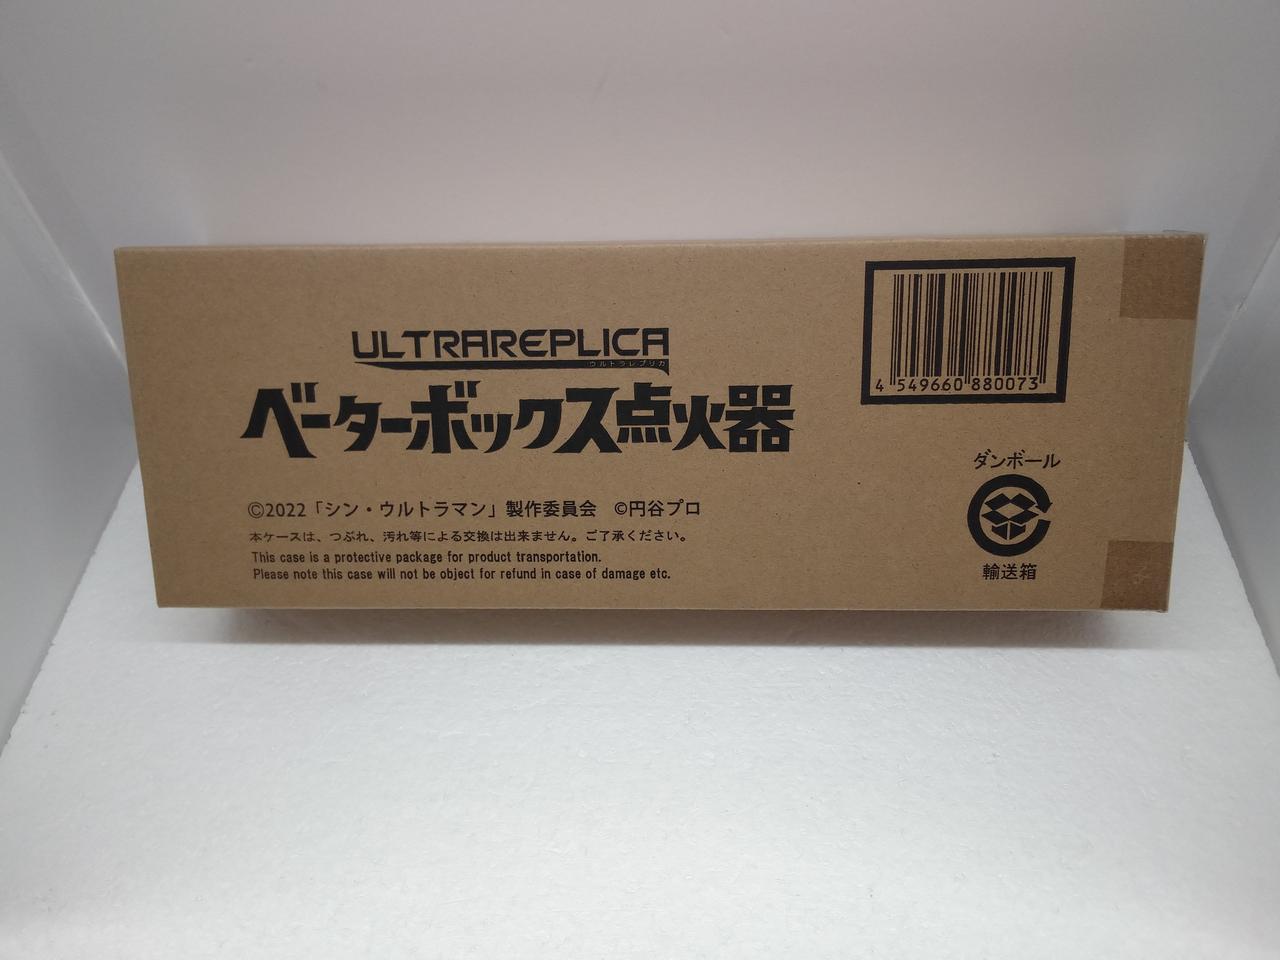 ULTRAREPLICA
ウルトラレプリカ
ベーターボックス点火器
©2022「シン・ウルトラマン」製作委員会 ©円谷プロ
本ケースは、つぶれ、汚れ等による交換は出来ません。ご了承ください。
This case is a protective package for product transportation.
Please note this case will not be object for refund in case of damage etc.
4 549660 880073
ダンボール
輸送箱